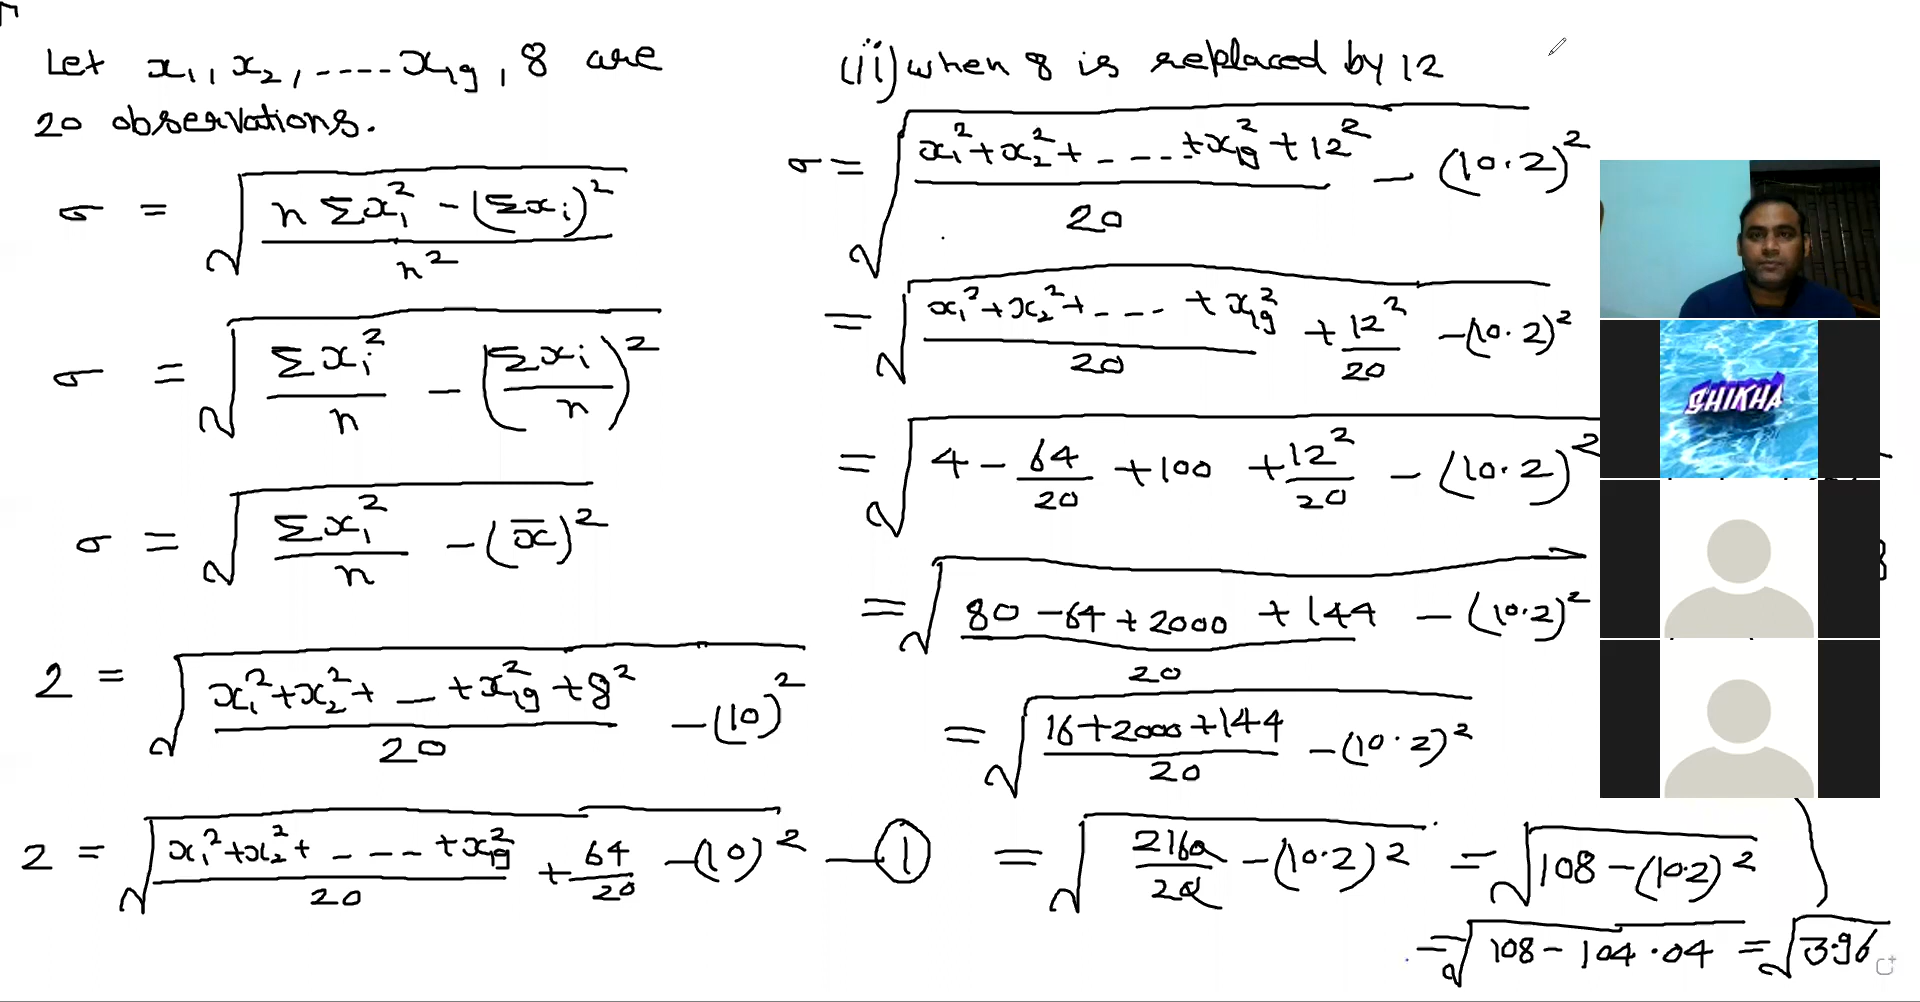 Let x₁, x₂, ....x₁₉, 8 are
20 observations.
σ = √((n Σxᵢ² - (Σxᵢ)²)/n²)
σ = √(Σxᵢ²/n - (Σxᵢ/n)²)
σ = √(Σxᵢ²/n - (x̄)²)
2 = √((x₁²+x₂²+ --- +x₁₉²+8²)/20 - (10)²)
2 = √((x₁²+x₂²+ ---- +x₁₉²)/20 + 64/20 - (10)²) — ①
(ii) when 8 is replaced by 12
σ = √((x₁²+x₂²+ ---- +x₁₉²+12²)/20 - (10.2)²)
= √((x₁²+x₂²+ ---- +x₁₉²)/20 + 12²/20 - (10.2)²)
= √(4 - 64/20 + 100 + 12²/20 - (10.2)²)
= √((80 - 64 + 2000 + 144)/20 - (10.2)²)
= √((16+2000+144)/20 - (10.2)²)
= √(2160/20 - (10.2)²) = √(108 - (10.2)²)
= √(108 - 104.04) = √3.96
SHIKHA